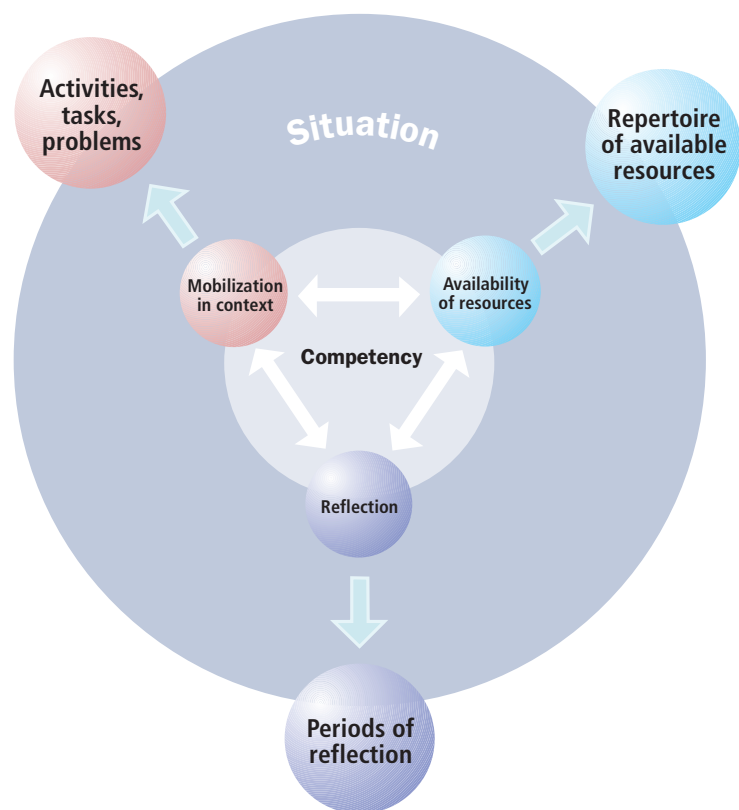 Situation
Activities,
tasks,
problems
Repertoire
of available
resources
Mobilization
in context
Availability
of resources
Competency
Reflection
Periods of
reflection